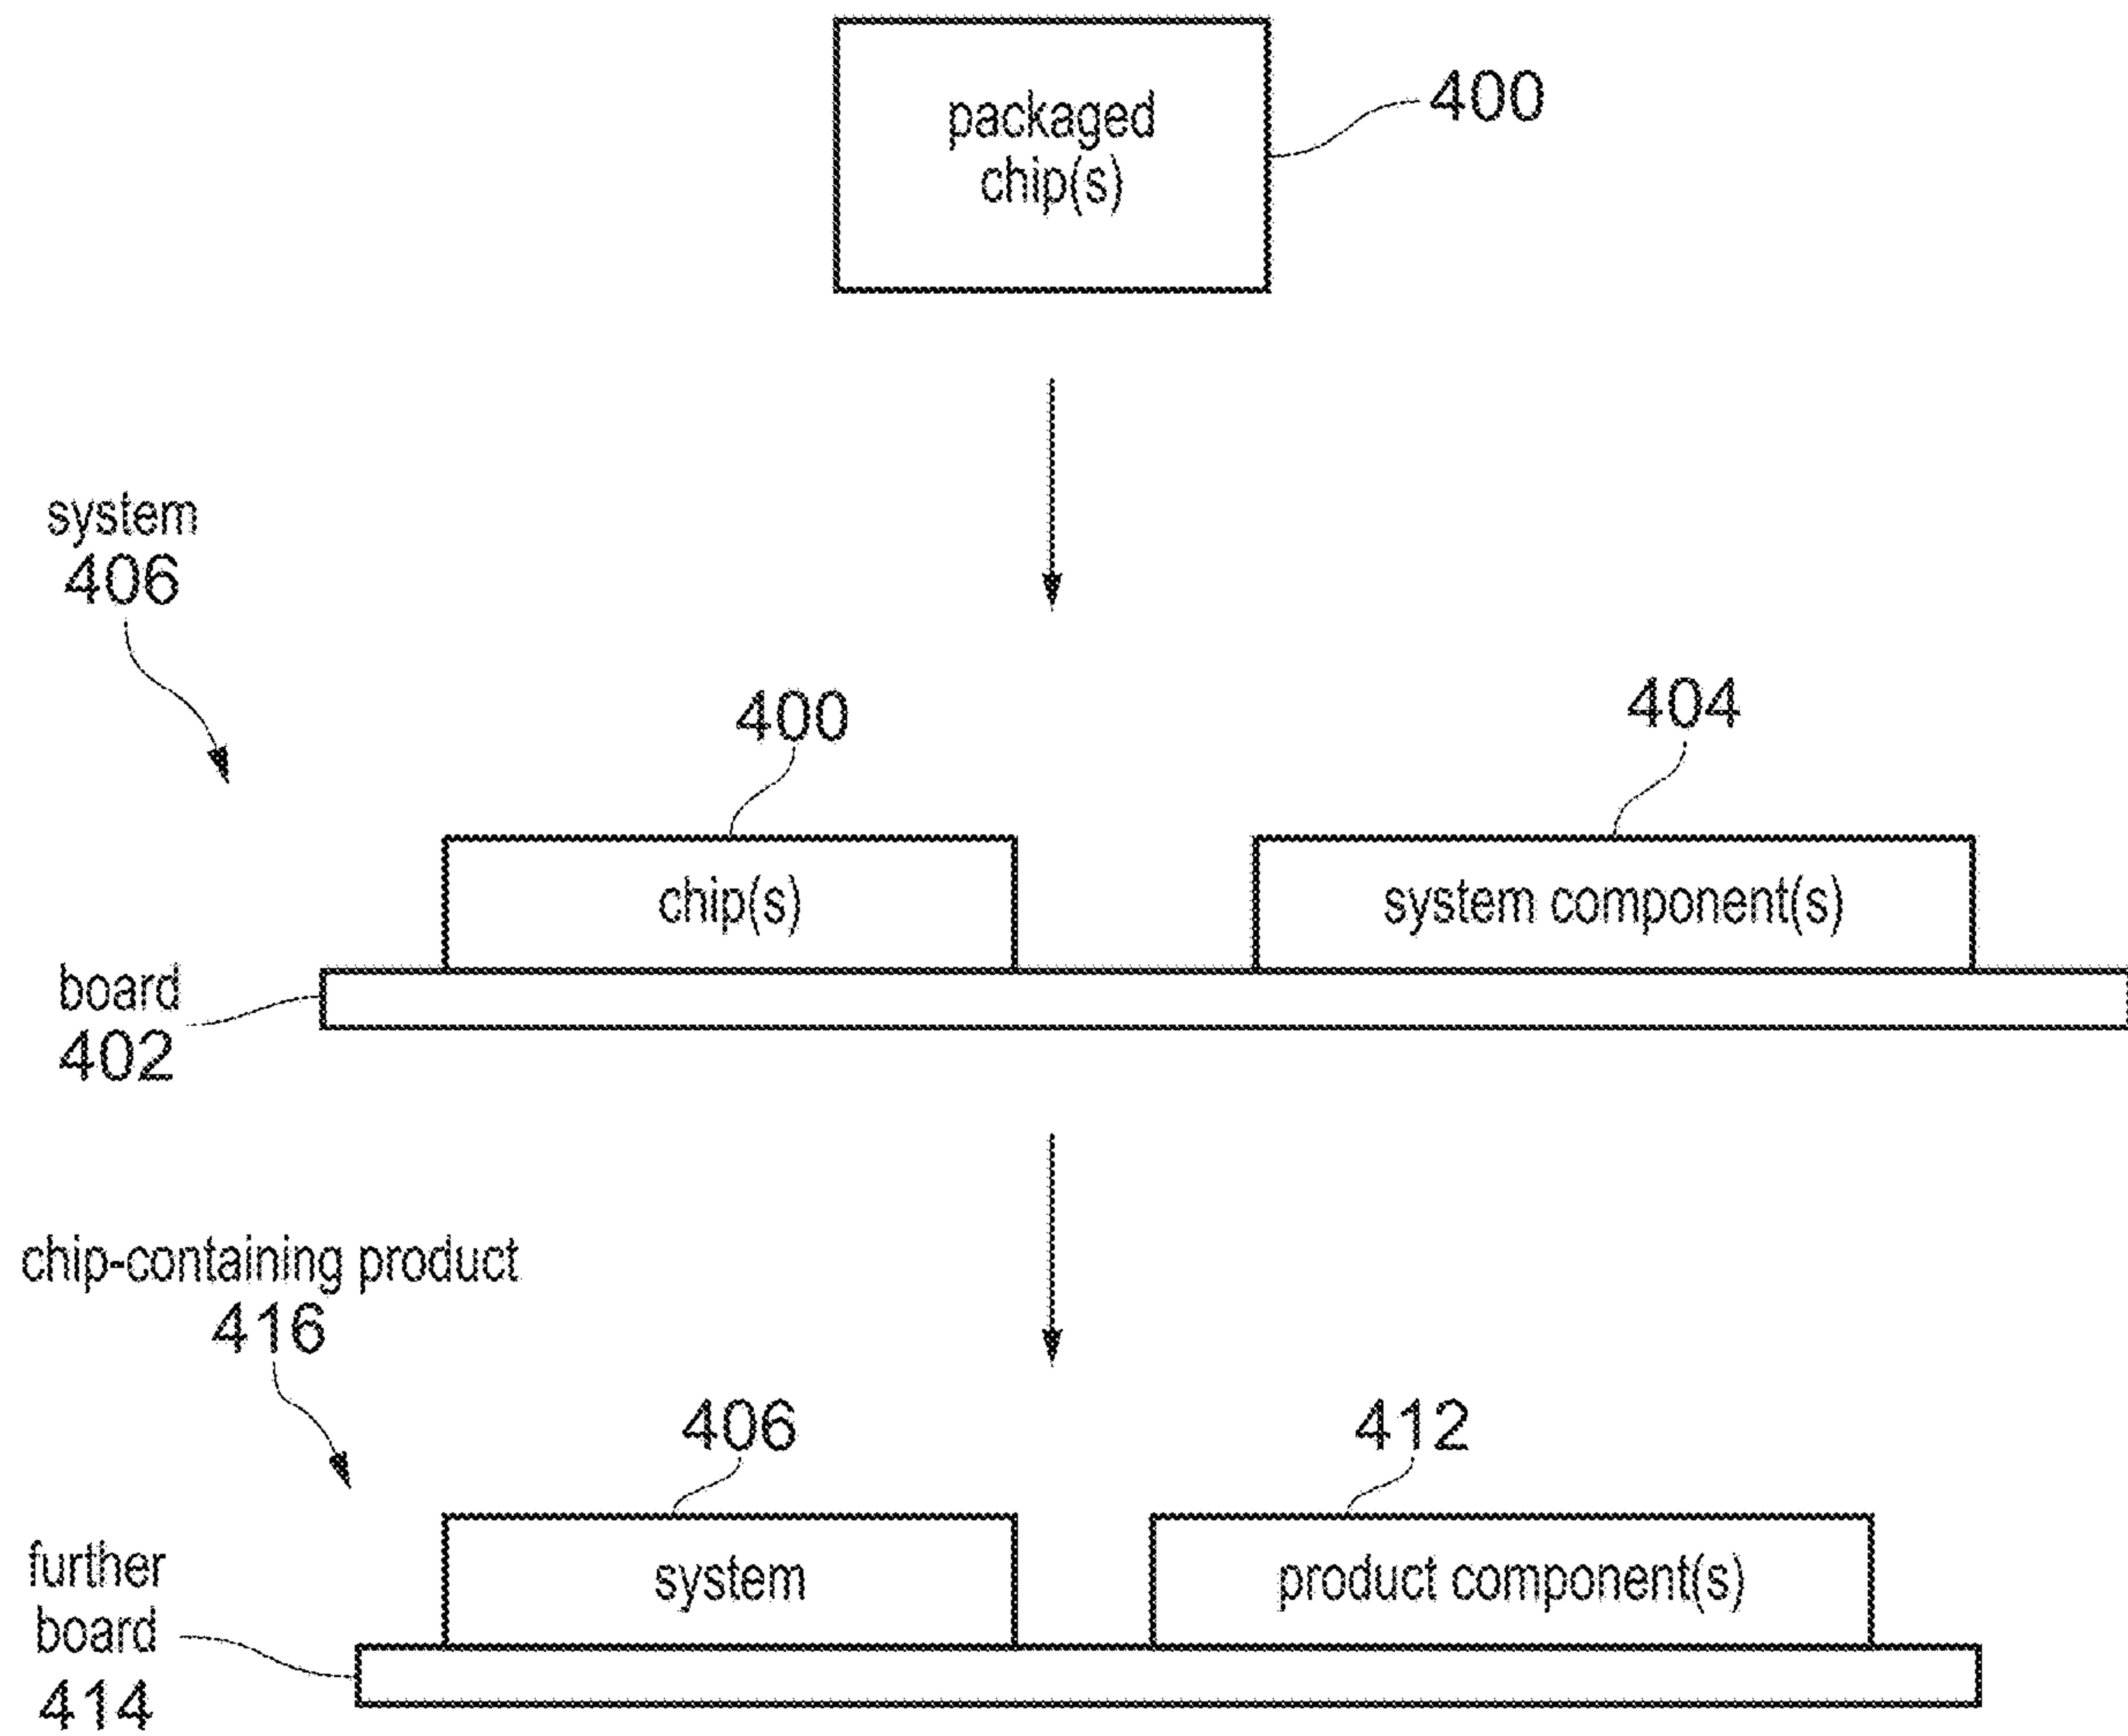 packaged
chip(s)
400
system
406
400
404
chip(s)
system component(s)
board
402
chip-containing product
416
406
412
system
product component(s)
further
board
414